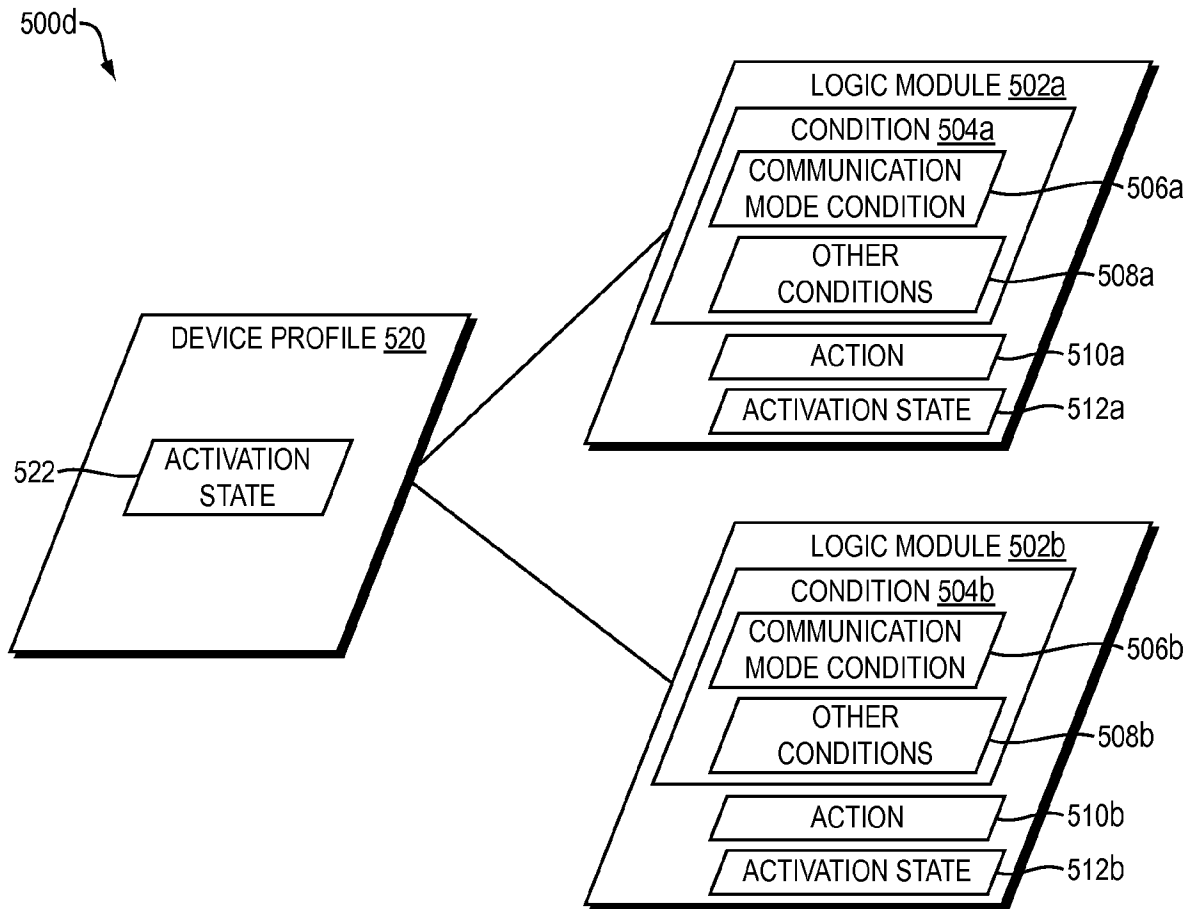 500d
LOGIC MODULE 502a
CONDITION 504a
COMMUNICATION
MODE CONDITION
506a
OTHER
CONDITIONS
508a
ACTION
510a
ACTIVATION STATE
512a
DEVICE PROFILE 520
ACTIVATION
STATE
522
LOGIC MODULE 502b
CONDITION 504b
COMMUNICATION
MODE CONDITION
506b
OTHER
CONDITIONS
508b
ACTION
510b
ACTIVATION STATE
512b